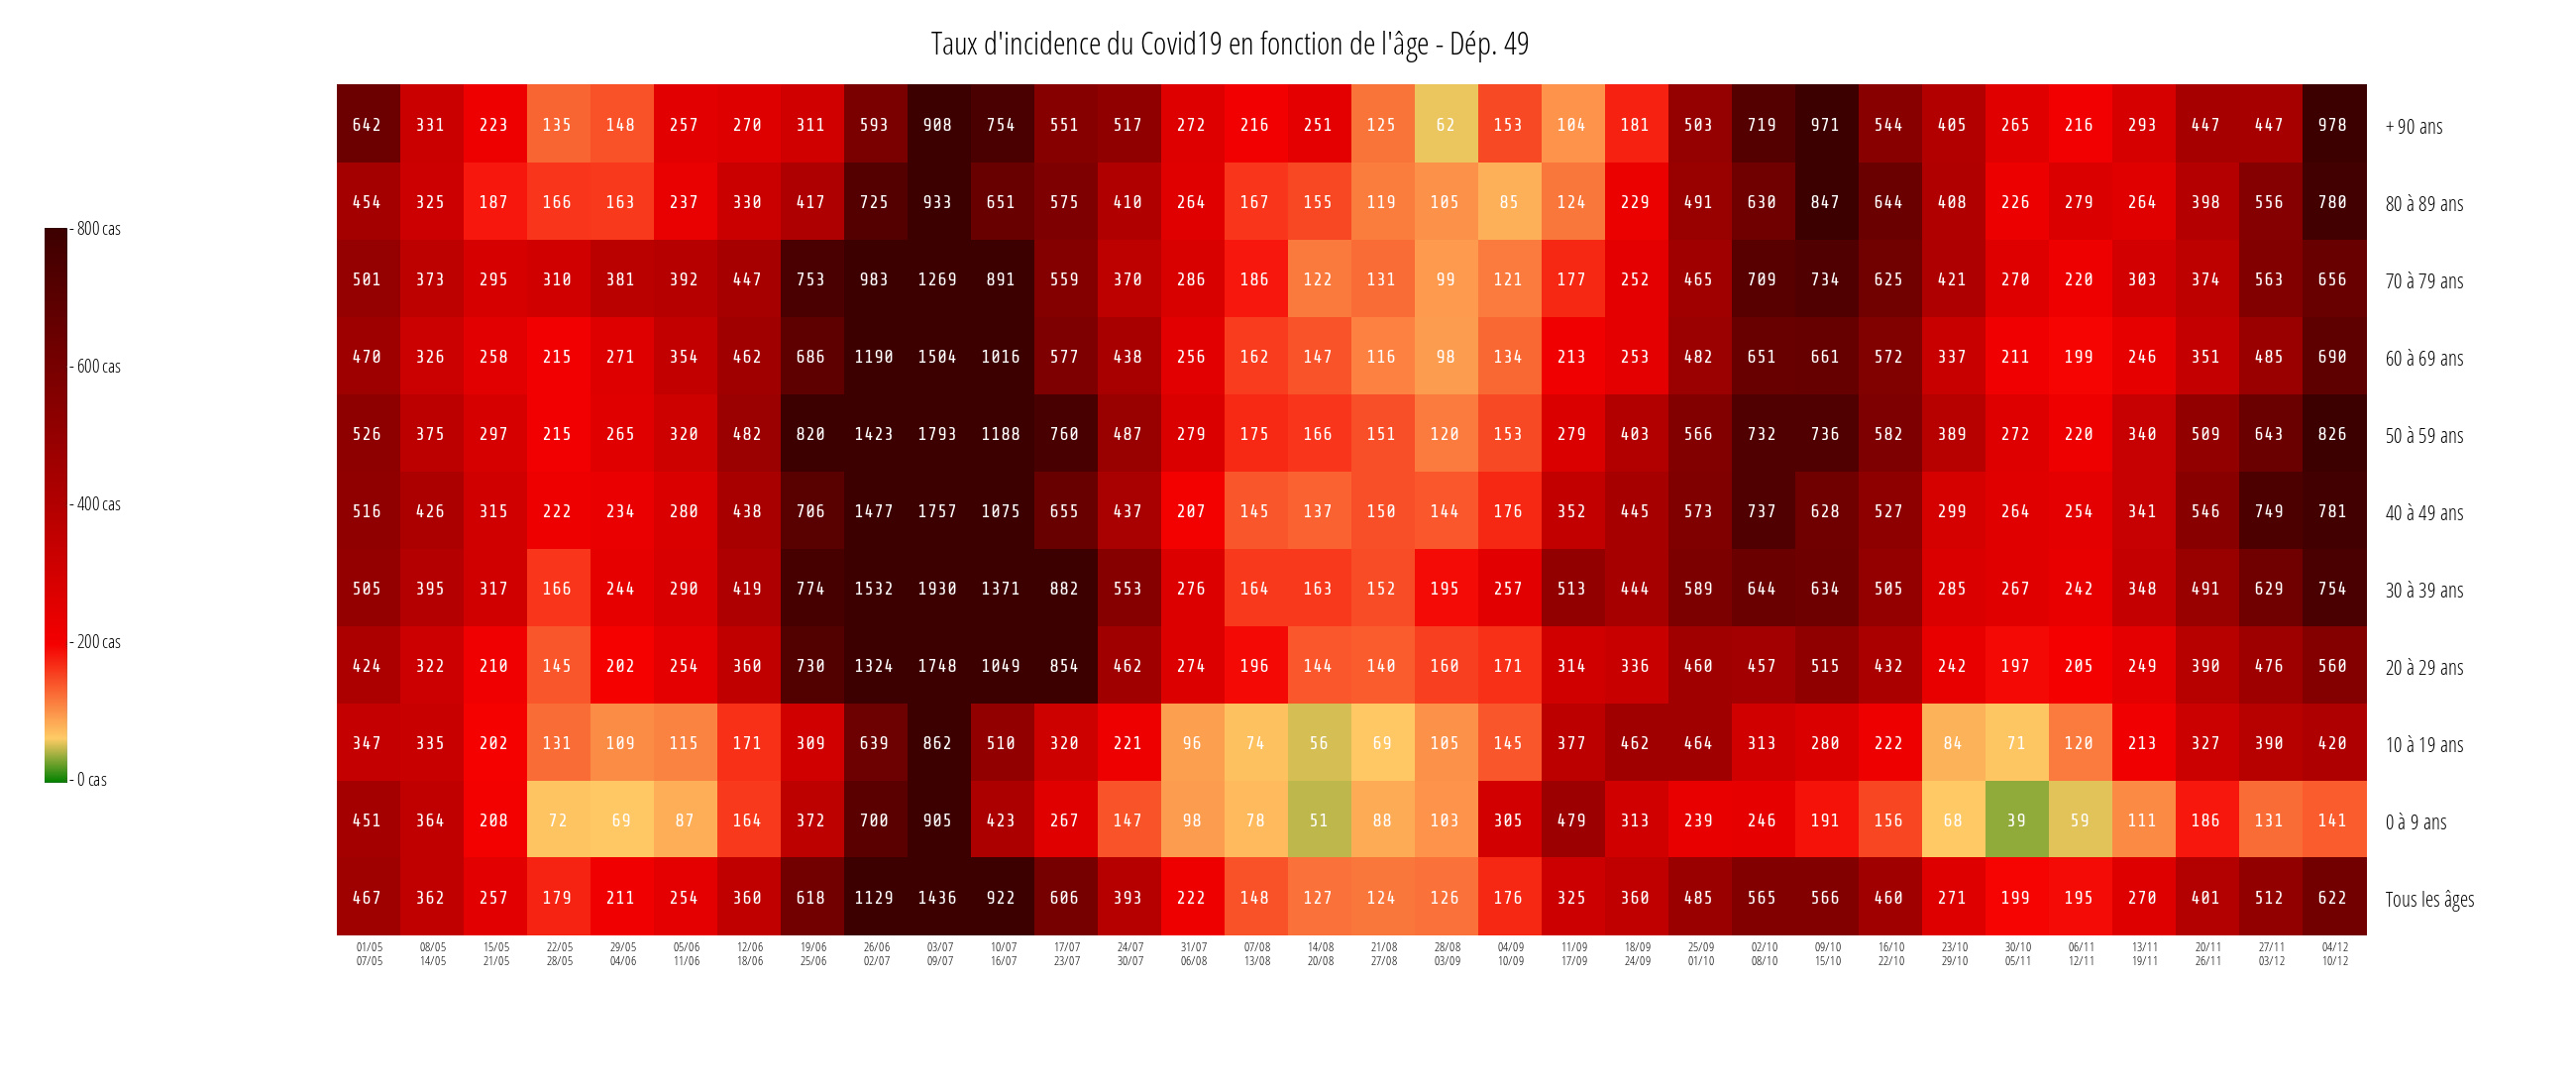 Taux d'incidence du Covid19 en fonction de l'âge - Dép. 49
- 800 cas
- 600 cas
- 400 cas
- 200 cas
- 0 cas
642 331 223 135 148 257 270 311 593 908 754 551 517 272 216 251 125 62 153 104 181 503 719 971 544 405 265 216 293 447 447 978 + 90 ans
454 325 187 166 163 237 330 417 725 933 651 575 410 264 167 155 119 105 85 124 229 491 630 847 644 408 226 279 264 398 556 780 80 à 89 ans
501 373 295 310 381 392 447 753 983 1269 891 559 370 286 186 122 131 99 121 177 252 465 709 734 625 421 270 220 303 374 563 656 70 à 79 ans
470 326 258 215 271 354 462 686 1190 1504 1016 577 438 256 162 147 116 98 134 213 253 482 651 661 572 337 211 199 246 351 485 690 60 à 69 ans
526 375 297 215 265 320 482 820 1423 1793 1188 760 487 279 175 166 151 120 153 279 403 566 732 736 582 389 272 220 340 509 643 826 50 à 59 ans
516 426 315 222 234 280 438 706 1477 1757 1075 655 437 207 145 137 150 144 176 352 445 573 737 628 527 299 264 254 341 546 749 781 40 à 49 ans
505 395 317 166 244 290 419 774 1532 1930 1371 882 553 276 164 163 152 195 257 513 444 589 644 634 505 285 267 242 348 491 629 754 30 à 39 ans
424 322 210 145 202 254 360 730 1324 1748 1049 854 462 274 196 144 140 160 171 314 336 460 457 515 432 242 197 205 249 390 476 560 20 à 29 ans
347 335 202 131 109 115 171 309 639 862 510 320 221 96 74 56 69 105 145 377 462 464 313 280 222 84 71 120 213 327 390 420 10 à 19 ans
451 364 208 72 69 87 164 372 700 905 423 267 147 98 78 51 88 103 305 479 313 239 246 191 156 68 39 59 111 186 131 141 0 à 9 ans
467 362 257 179 211 254 360 618 1129 1436 922 606 393 222 148 127 124 126 176 325 360 485 565 566 460 271 199 195 270 401 512 622 Tous les âges
01/05 08/05 15/05 22/05 29/05 05/06 12/06 19/06 26/06 03/07 10/07 17/07 24/07 31/07 07/08 14/08 21/08 28/08 04/09 11/09 18/09 25/09 02/10 09/10 16/10 23/10 30/10 06/11 13/11 20/11 27/11 04/12
07/05 14/05 21/05 28/05 04/06 11/06 18/06 25/06 02/07 09/07 16/07 23/07 30/07 06/08 13/08 20/08 27/08 03/09 10/09 17/09 24/09 01/10 08/10 15/10 22/10 29/10 05/11 12/11 19/11 26/11 03/12 10/12